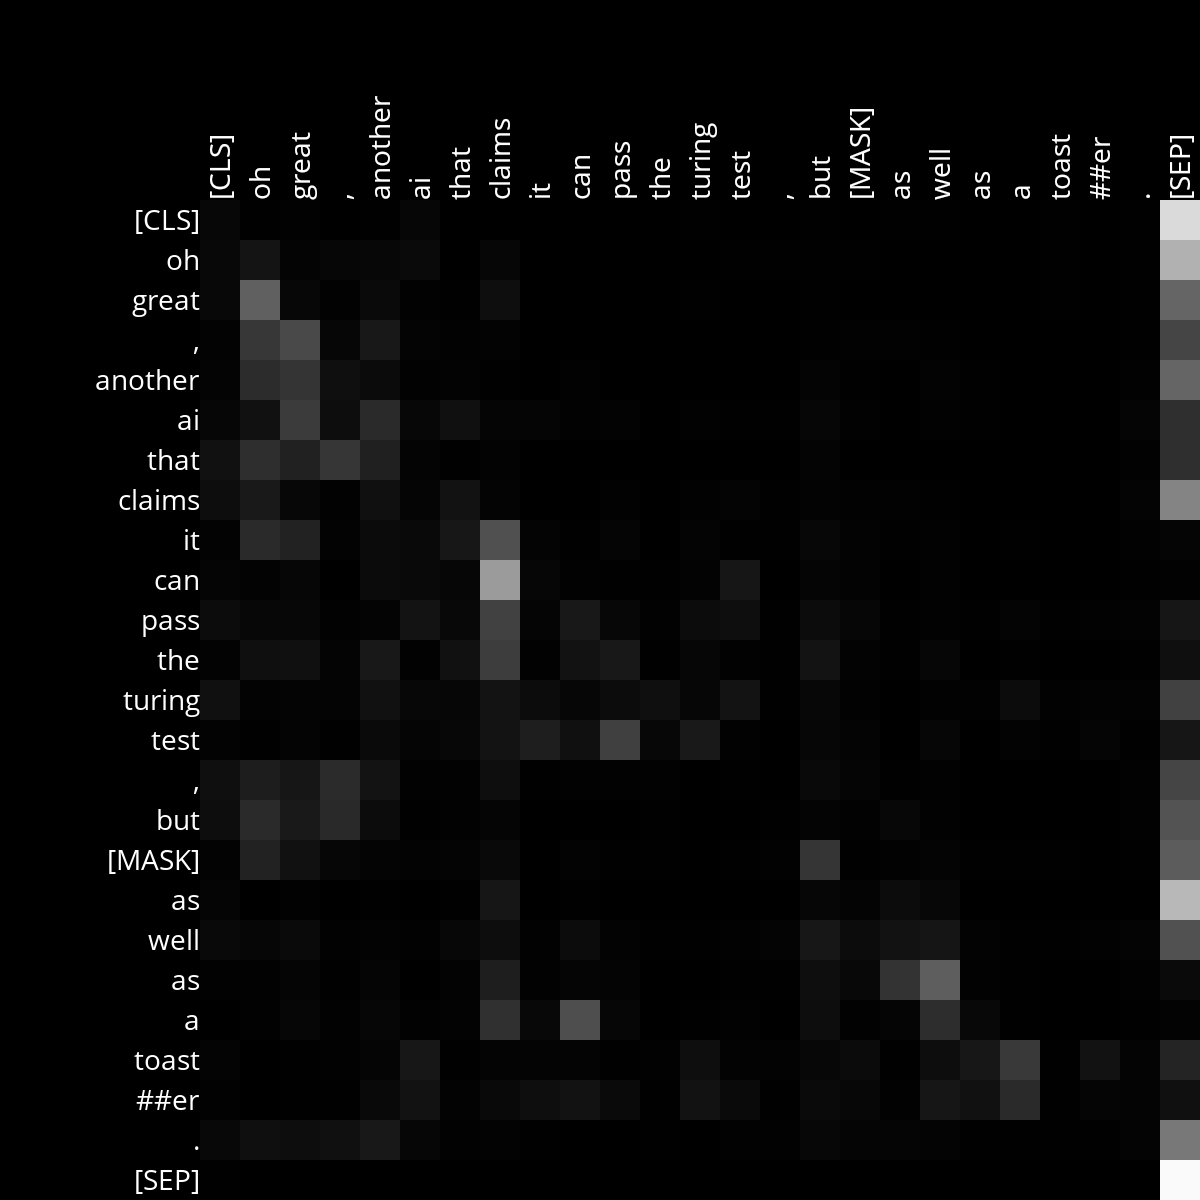 [CLS] oh great , another ai that claims it can pass the turing test , but [MASK] as well as a toast ##er . [SEP]
[CLS]
oh
great
,
another
ai
that
claims
it
can
pass
the
turing
test
,
but
[MASK]
as
well
as
a
toast
##er
.
[SEP]